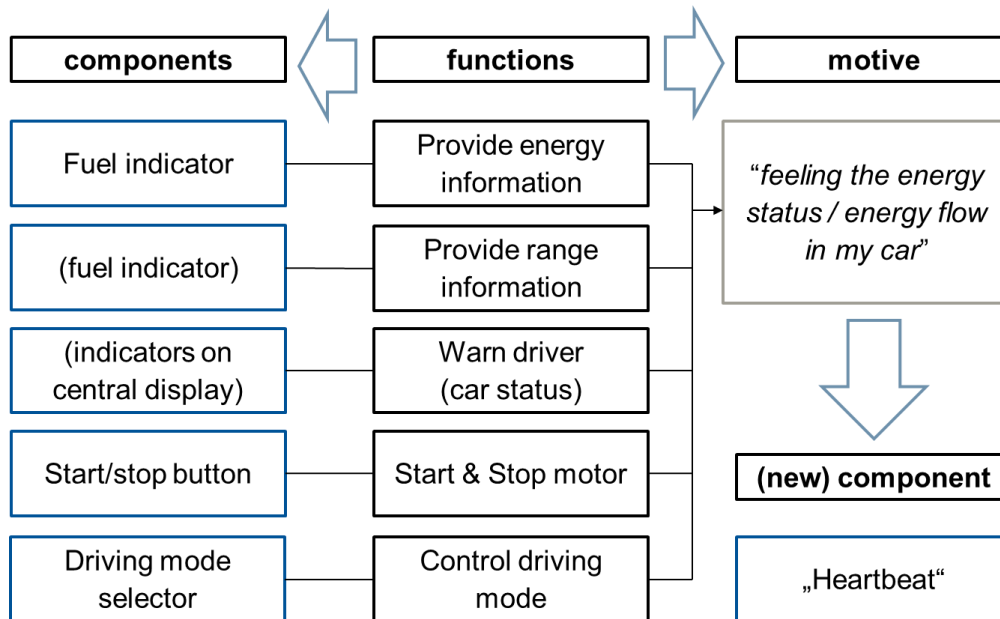 components
functions
motive
Fuel indicator
Provide energy
information
“feeling the energy
status / energy flow
in my car”
(fuel indicator)
Provide range
information
(indicators on
central display)
Warn driver
(car status)
Start/stop button
Start & Stop motor
(new) component
Driving mode
selector
Control driving
mode
„Heartbeat“